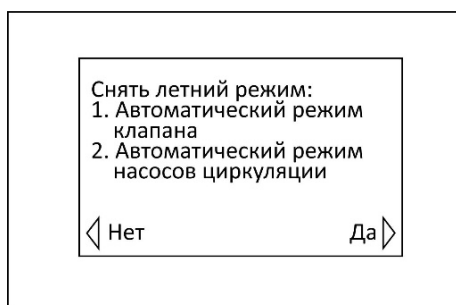 Снять летний режим:
1. Автоматический режим
клапана
2. Автоматический режим
насосов циркуляции
Нет Да